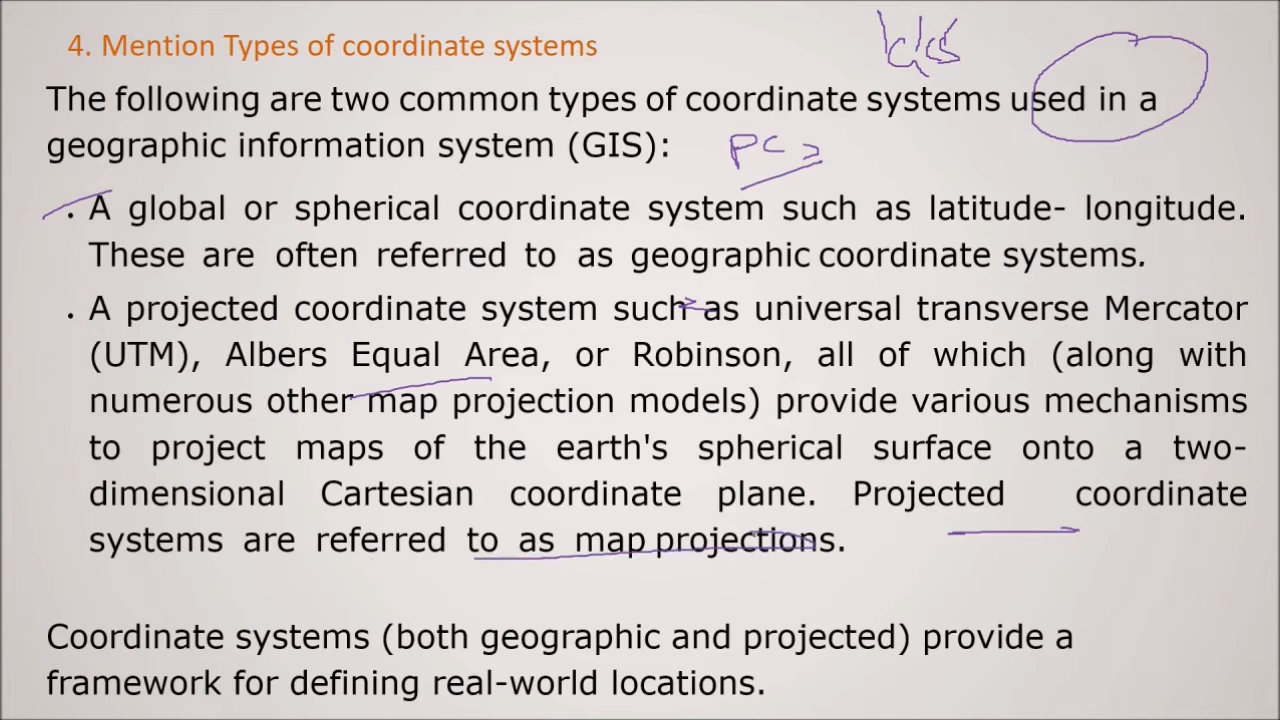 4. Mention Types of coordinate systems
The following are two common types of coordinate systems used in a
geographic information system (GIS):
• A global or spherical coordinate system such as latitude- longitude.
These are often referred to as geographic coordinate systems.
• A projected coordinate system such as universal transverse Mercator
(UTM), Albers Equal Area, or Robinson, all of which (along with
numerous other map projection models) provide various mechanisms
to project maps of the earth's spherical surface onto a two-
dimensional Cartesian coordinate plane. Projected coordinate
systems are referred to as map projections.
Coordinate systems (both geographic and projected) provide a
framework for defining real-world locations.